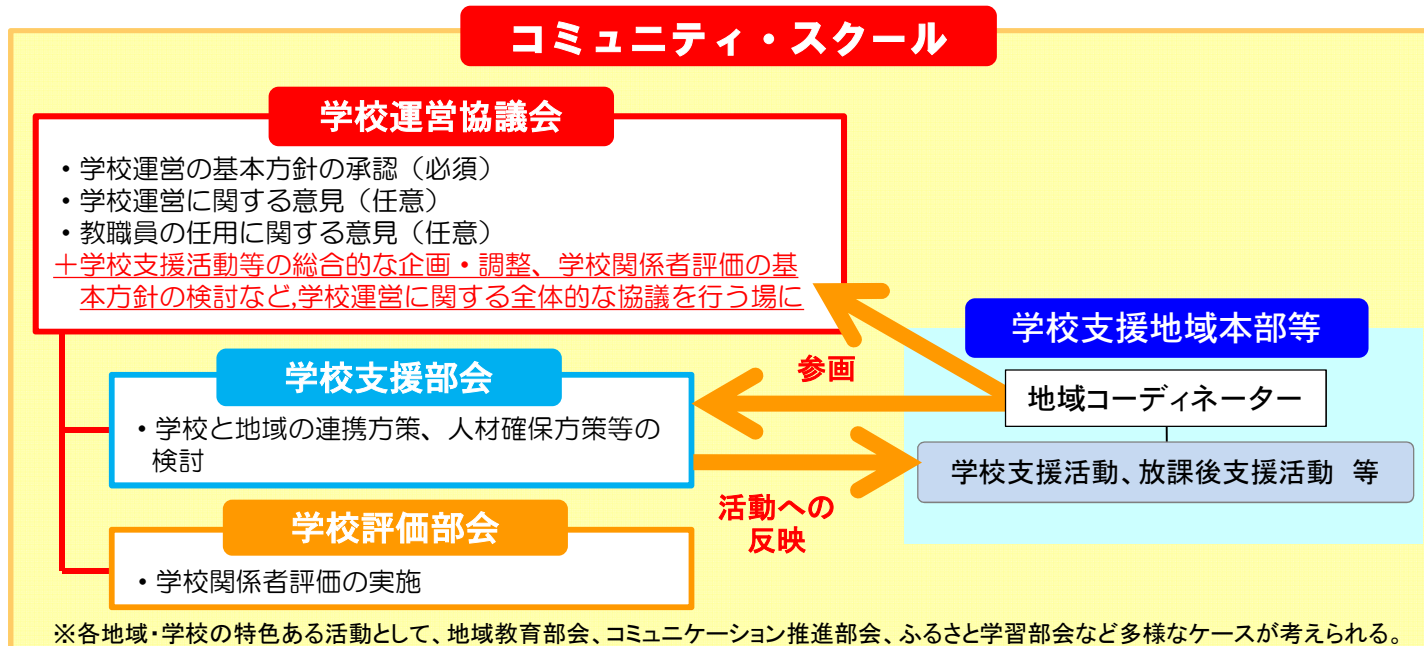 コミュニティ・スクール
学校運営協議会
・学校運営の基本方針の承認（必須）
・学校運営に関する意見（任意）
・教職員の任用に関する意見（任意）
＋学校支援活動等の総合的な企画・調整、学校関係者評価の基
本方針の検討など,学校運営に関する全体的な協議を行う場に
学校支援地域本部等
参画
地域コーディネーター
学校支援部会
・学校と地域の連携方策、人材確保方策等の
検討
学校支援活動、放課後支援活動　等
活動への
反映
学校評価部会
・学校関係者評価の実施
※各地域・学校の特色ある活動として、地域教育部会、コミュニケーション推進部会、ふるさと学習部会など多様なケースが考えられる。